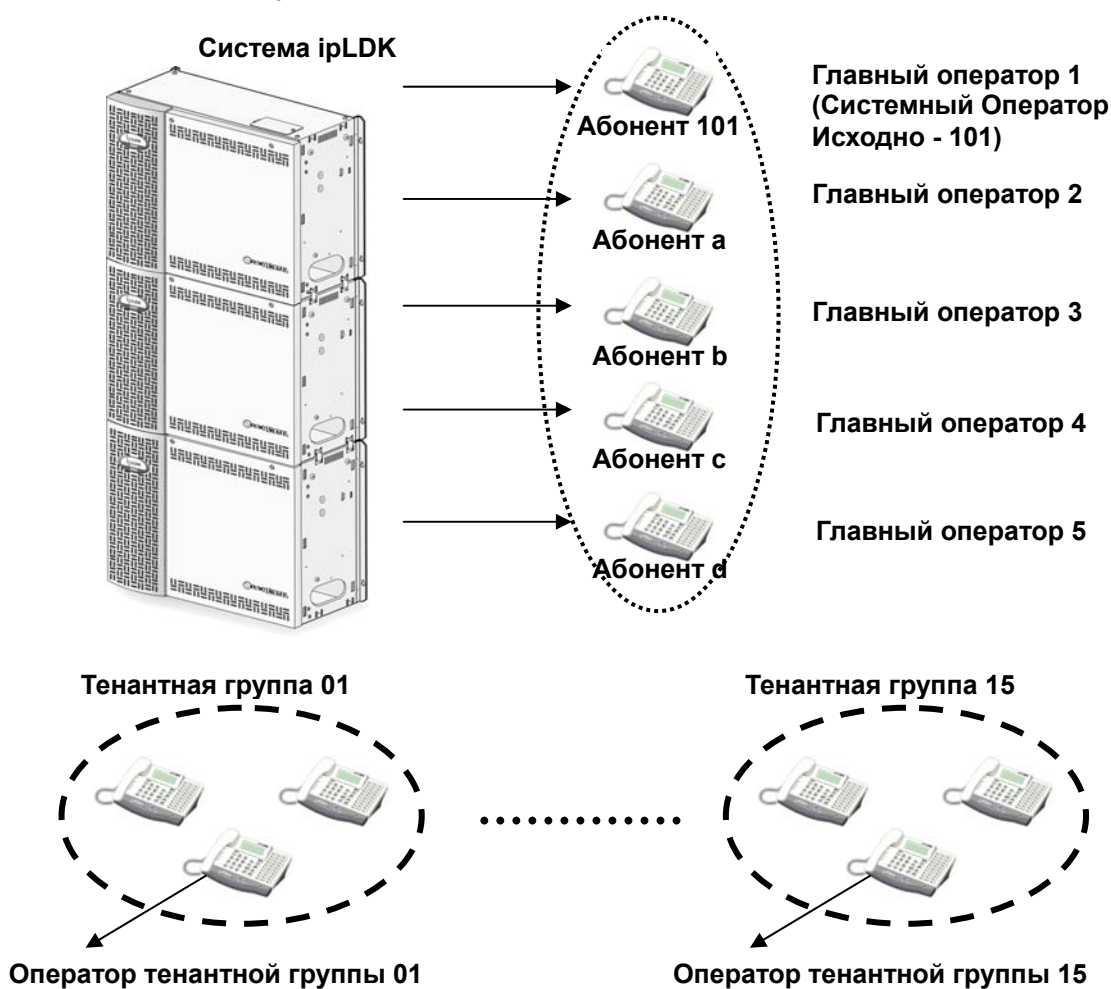 Система ipLDK
Главный оператор 1
(Системный Оператор
Исходно - 101)
Абонент 101
Главный оператор 2
Абонент a
Главный оператор 3
Абонент b
Главный оператор 4
Абонент c
Главный оператор 5
Абонент d
Тенантная группа 01
Тенантная группа 15
Оператор тенантной группы 01
Оператор тенантной группы 15